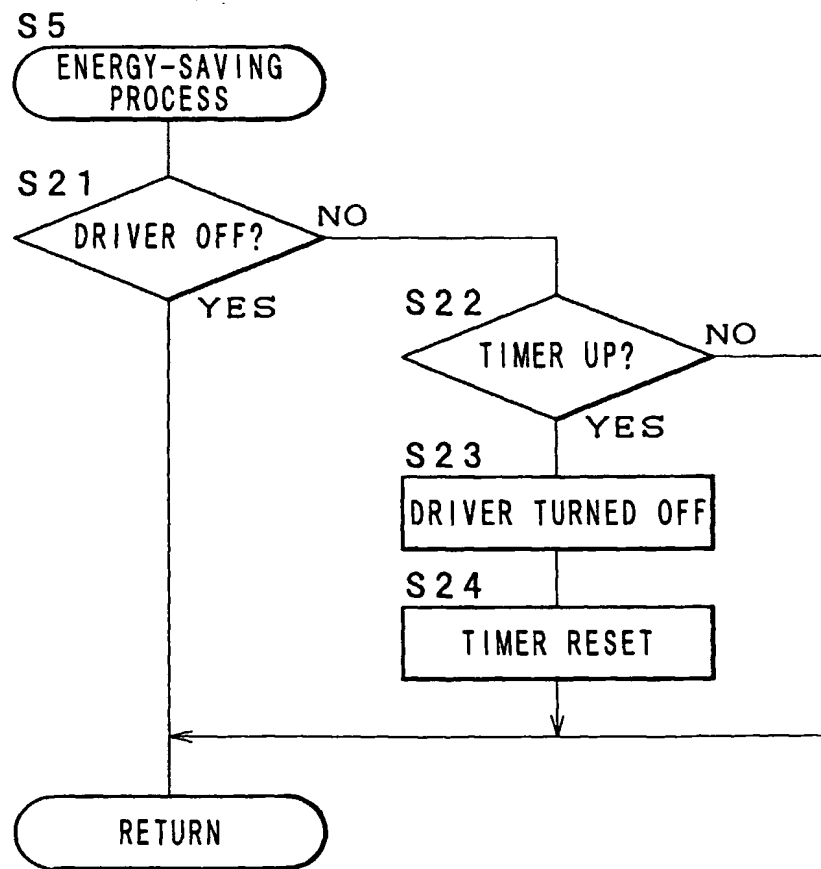 S5
ENERGY-SAVING
PROCESS
S21
DRIVER OFF?
NO
YES
S22
TIMER UP?
NO
YES
S23
DRIVER TURNED OFF
S24
TIMER RESET
RETURN